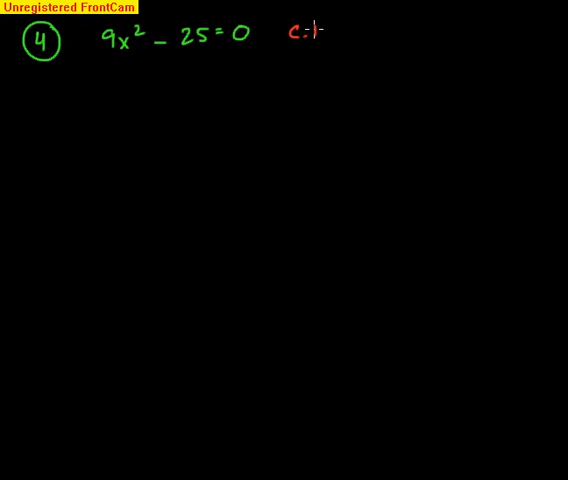 Unregistered FrontCam
4 9x² - 25 = 0